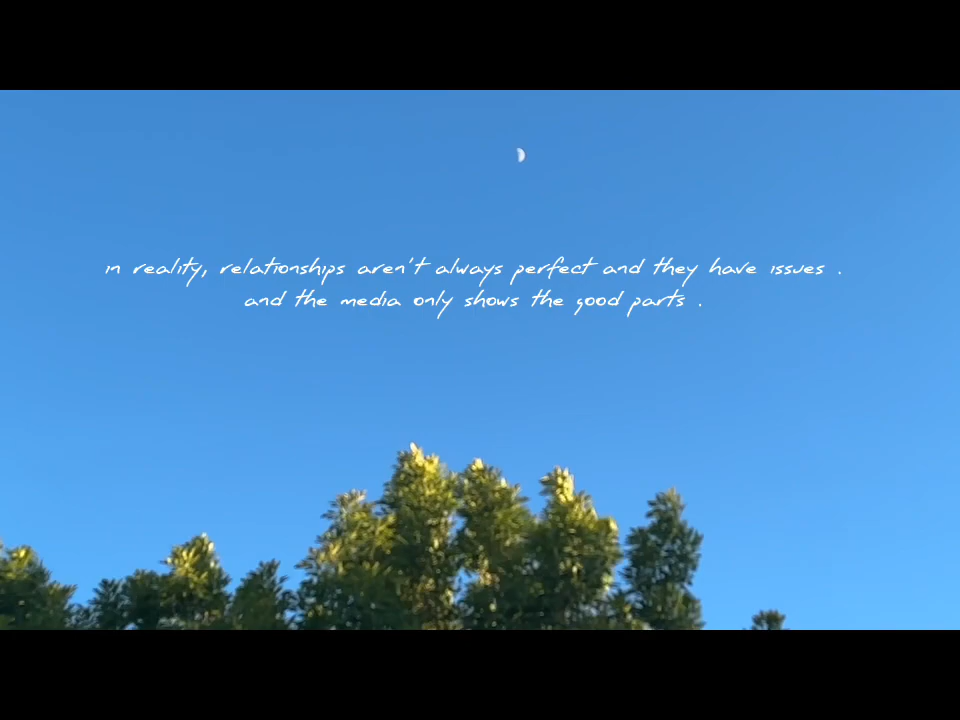 in reality, relationships aren't always perfect and they have issues .
and the media only shows the good parts .